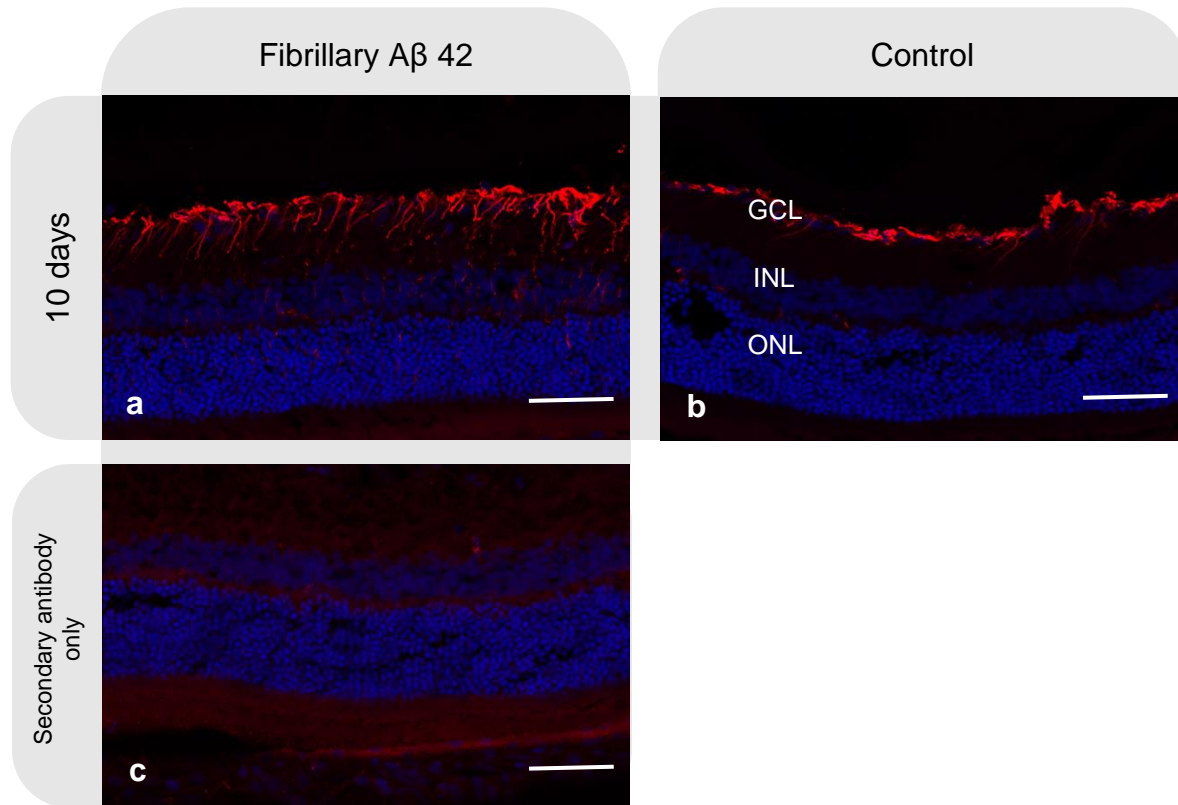 Fibrillary Aβ 42
Control
10 days
GCL
INL
ONL
a
b
Secondary antibody
only
c